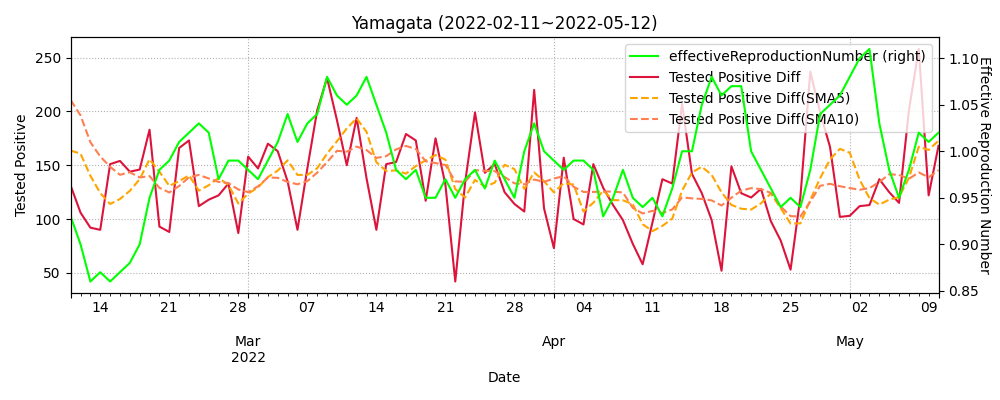 Yamagata (2022-02-11~2022-05-12)
effectiveReproductionNumber (right)
Tested Positive Diff
Tested Positive Diff(SMA5)
Tested Positive Diff(SMA10)
Tested Positive
250
200
150
100
50
1.10
1.05
1.00
0.95
0.90
0.85
Effective Reproduction Number
14 21 28 07 14 21 28 04 11 18 25 02 09
Mar Apr May
2022
Date